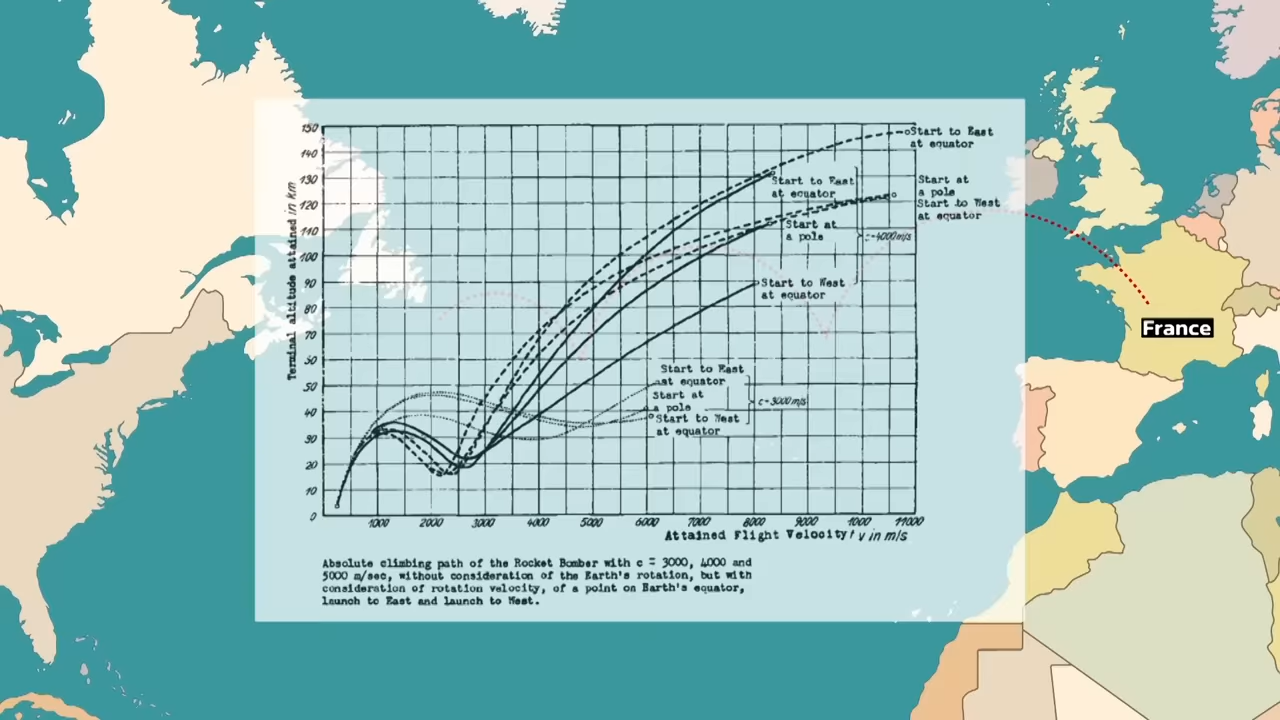 Terminal altitude attained in km
150
140
130
120
110
100
90
80
70
60
50
40
30
20
10
0
Start to East
at equator
Start to East
at equator
Start at
a pole
Start to West
at equator
Start at
a pole
c=4000m/s
Start to West
at equator
Start to East
at equator
Start at
a pole
Start to West
at equator
c=3000m/s
France
1000 2000 3000 4000 5000 6000 7000 8000 9000 1000 11000
Attained Flight Velocity! v in m/s
Absolute climbing path of the Rocket Bomber with c = 3000, 4000 and
5000 m/sec, without consideration of the Earth's rotation, but with
consideration of rotation velocity, of a point on Earth's equator,
launch to East and launch to West.